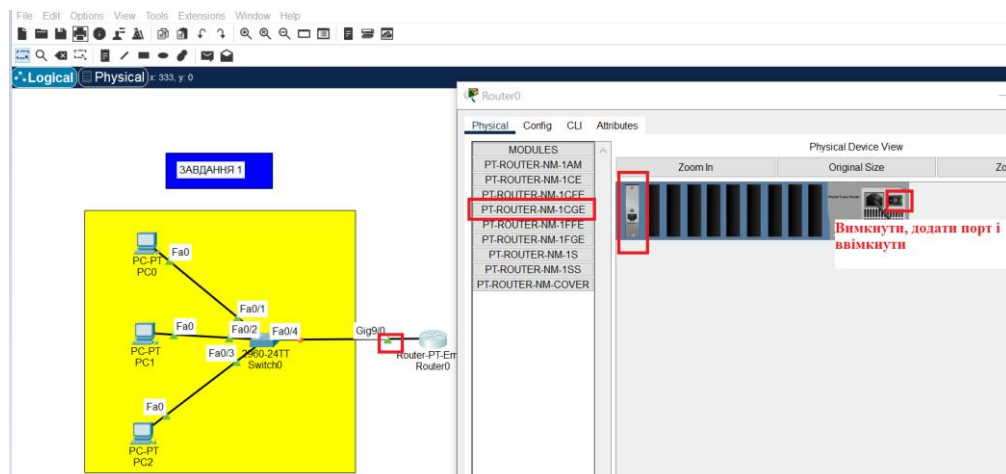 File Edit Options View Tools Extensions Window Help
Logical Physical x: 333, y: 0
Router0
Physical Config CLI Attributes
MODULES
PT-ROUTER-NM-1AM
PT-ROUTER-NM-1CE
PT-ROUTER-NM-1CFE
PT-ROUTER-NM-1CGE
PT-ROUTER-NM-1FFE
PT-ROUTER-NM-1FGE
PT-ROUTER-NM-1S
PT-ROUTER-NM-1SS
PT-ROUTER-NM-COVER
Physical Device View
Zoom In Original Size Zo
Вимкнути, додати порт і
ввімкнути
ЗАВДАННЯ 1
Fa0
PC-PT
PC0
Fa0/1
Fa0
Fa0/2
Fa0/4
Gig9/0
PC-PT
PC1
Fa0/3
2960-24TT
Switch0
Router-PT-Em
Router0
Fa0
PC-PT
PC2